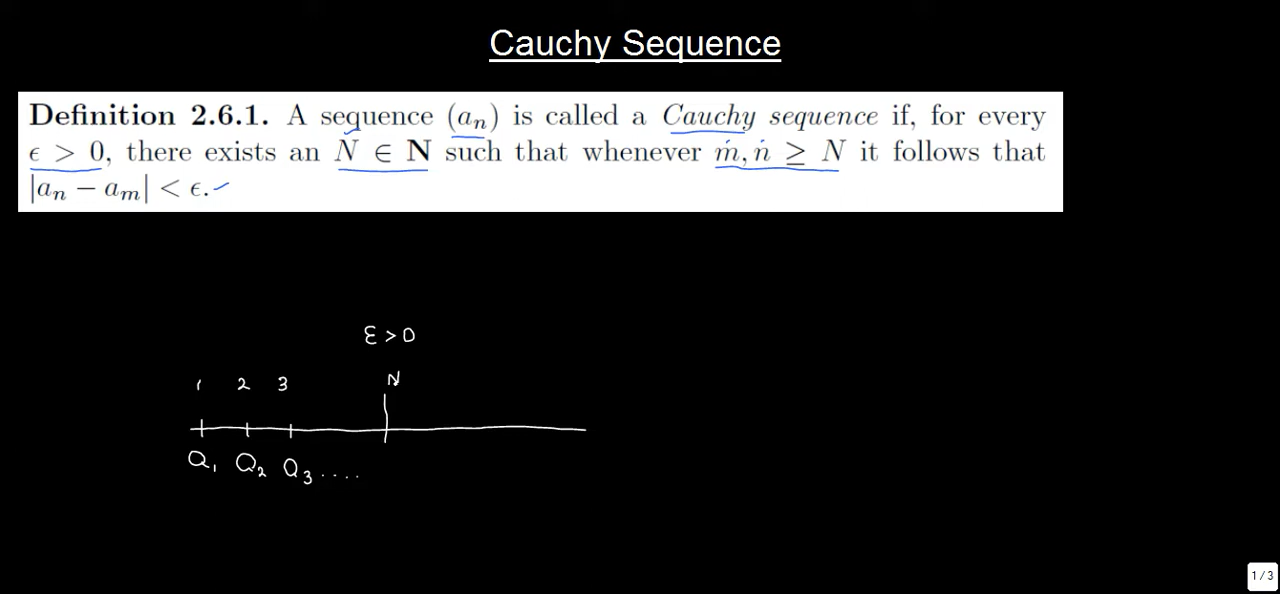 Cauchy Sequence
Definition 2.6.1. A sequence (aₙ) is called a Cauchy sequence if, for every
ϵ > 0, there exists an N ∈ N such that whenever m, n ≥ N it follows that
|aₙ − aₘ| < ϵ.
ε > 0
1 2 3 N
a₁ a₂ a₃ ....
1 / 3